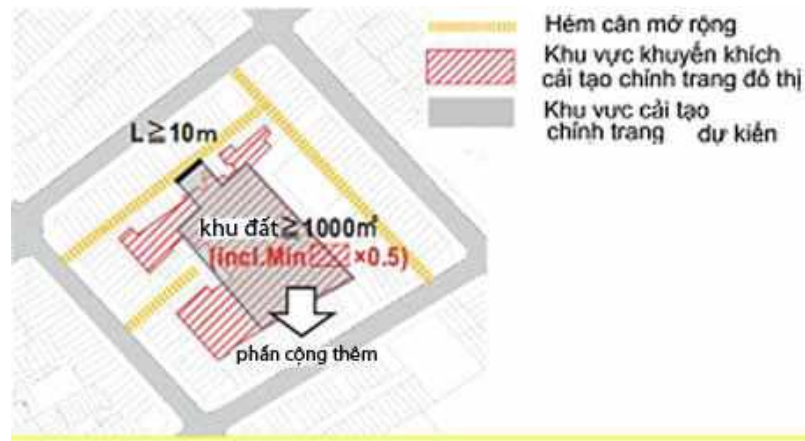 Hẻm cần mở rộng
Khu vực khuyến khích
cải tạo chỉnh trang đô thị
Khu vưc cải tạo
chỉnh trang dự kiến
L≧10m
khu đất≧1000㎡
(incl.Min ×0.5)
phần cộng thêm